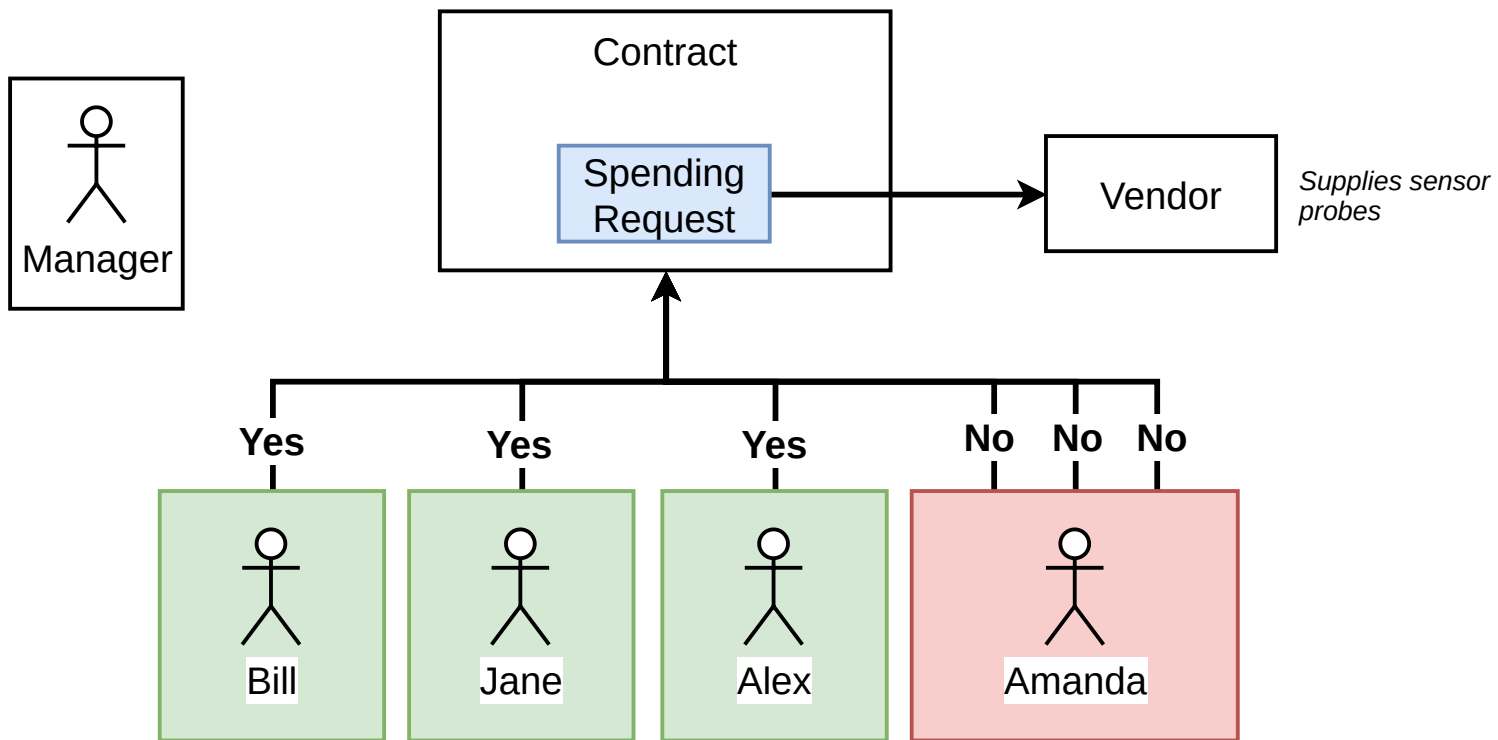 Contract
Manager
Spending
Request
Vendor
Supplies sensor
probes
Yes
Yes
Yes
No
No
No
Bill
Jane
Alex
Amanda